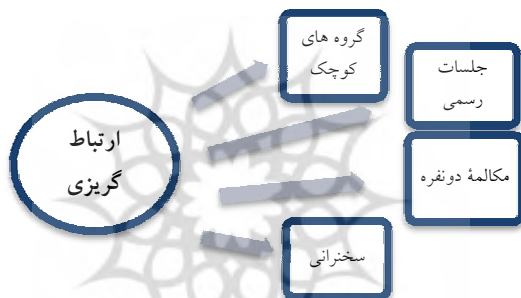 گروه های
کوچک
جلسات
رسمی
ارتباط
گریزی
مکالمهٔ دونفره
سخنرانی